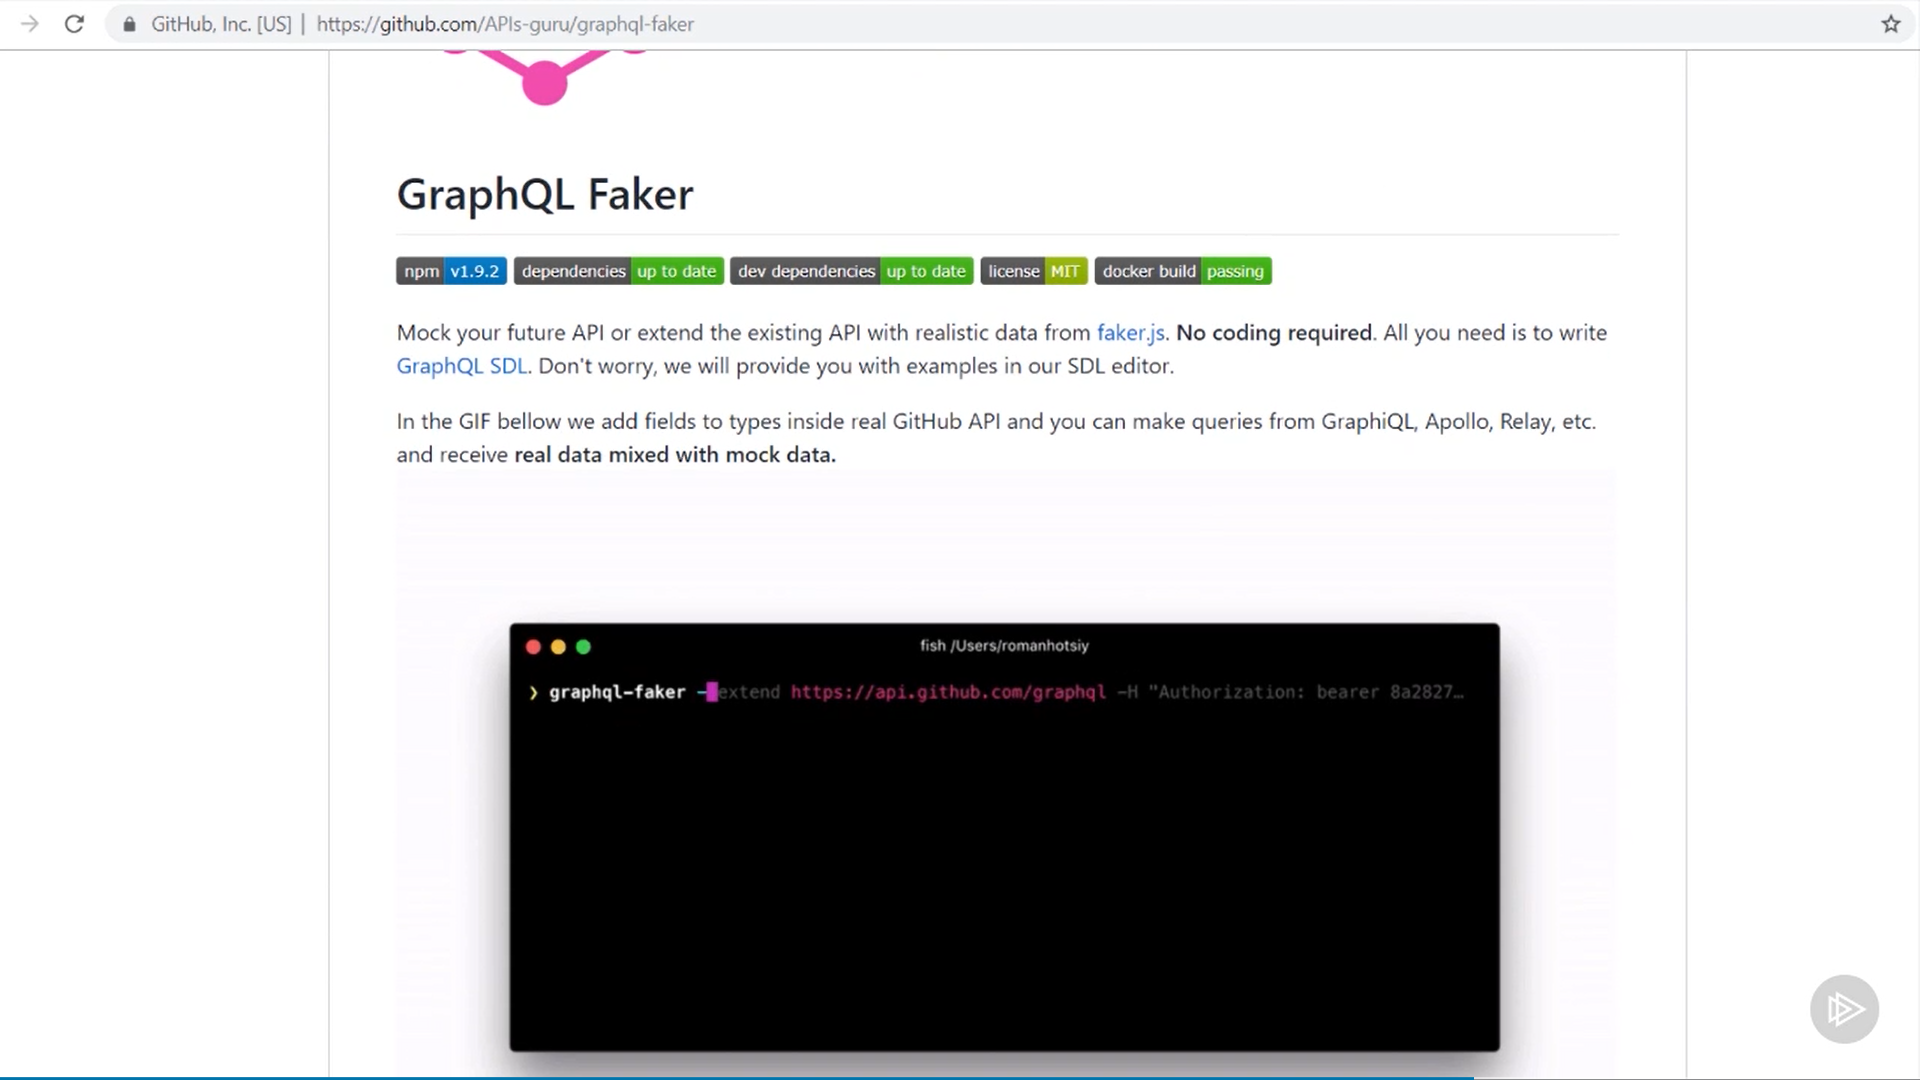 GitHub, Inc. [US] | https://github.com/APIs-guru/graphql-faker
GraphQL Faker
npm v1.9.2 dependencies up to date dev dependencies up to date license MIT docker build passing
Mock your future API or extend the existing API with realistic data from faker.js. No coding required. All you need is to write
GraphQL SDL. Don't worry, we will provide you with examples in our SDL editor.
In the GIF bellow we add fields to types inside real GitHub API and you can make queries from GraphiQL, Apollo, Relay, etc.
and receive real data mixed with mock data.
fish /Users/romanhotsiy
❯ graphql-faker -extend https://api.github.com/graphql -H "Authorization: bearer 8a2827…